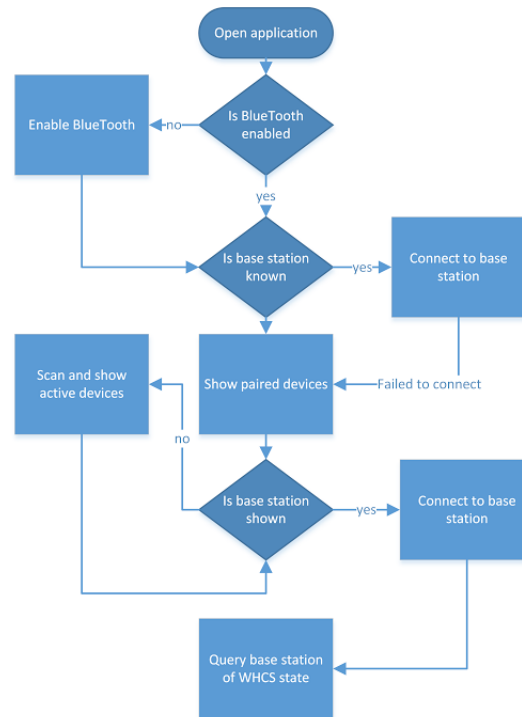 Open application
Is BlueTooth
enabled
no
Enable BlueTooth
yes
Is base station
known
yes
Connect to base
station
Failed to connect
Show paired devices
Scan and show
active devices
no
Is base station
shown
yes
Connect to base
station
Query base station
of WHCS state